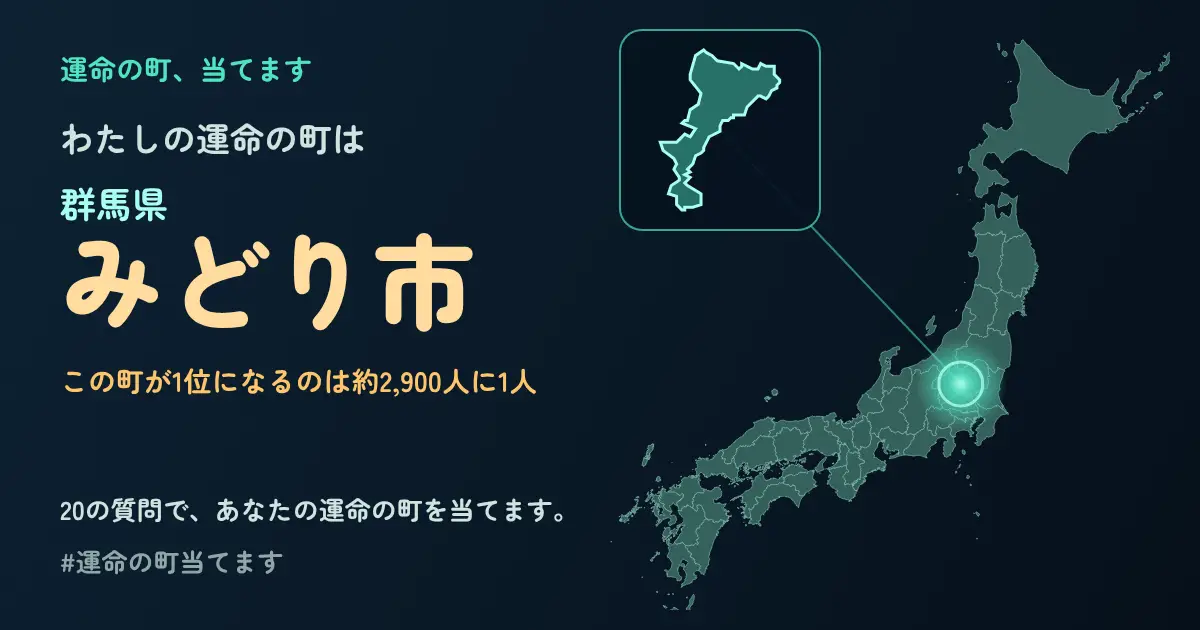 運命の町、当てます
わたしの運命の町は
群馬県
みどり市
この町が1位になるのは約2,900人に1人
20の質問で、あなたの運命の町を当てます。
#運命の町当てます